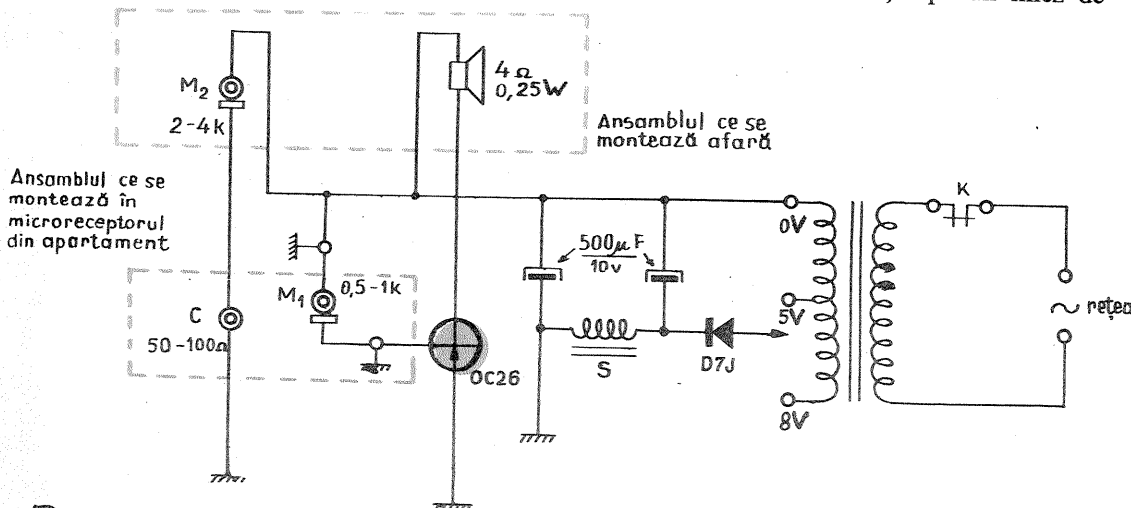 de
M₂
2-4k
4Ω
0,25W
Ansamblul ce se
montează afară
Ansamblul ce se
montează în
microreceptorul
din apartament
C
50-100Ω
M₁
0,5-1k
OC26
500µF
10v
S
D7J
0V
5V
8V
K
~ rețea